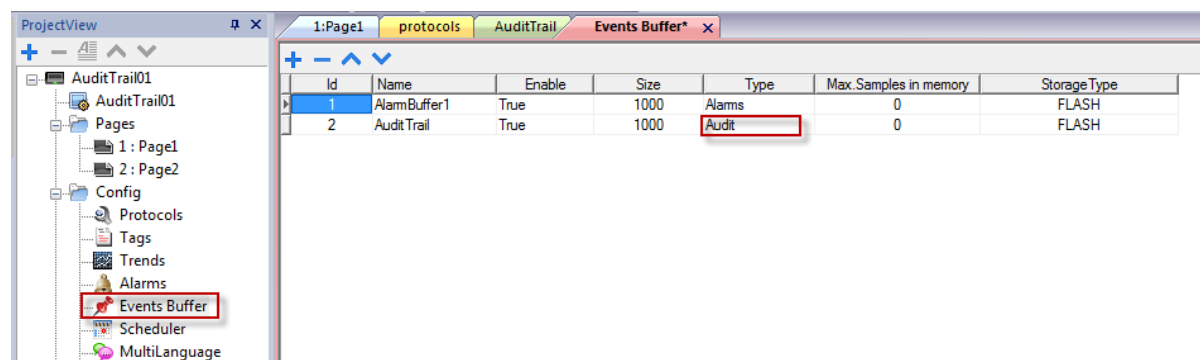 ProjectView
1:Page1 protocols AuditTrail Events Buffer*
AuditTrail01
AuditTrail01
Pages
1 : Page1
2 : Page2
Config
Protocols
Tags
Trends
Alarms
Events Buffer
Scheduler
MultiLanguage
Id Name Enable Size Type Max.Samples in memory StorageType
1 AlarmBuffer1 True 1000 Alarms 0 FLASH
2 AuditTrail True 1000 Audit 0 FLASH